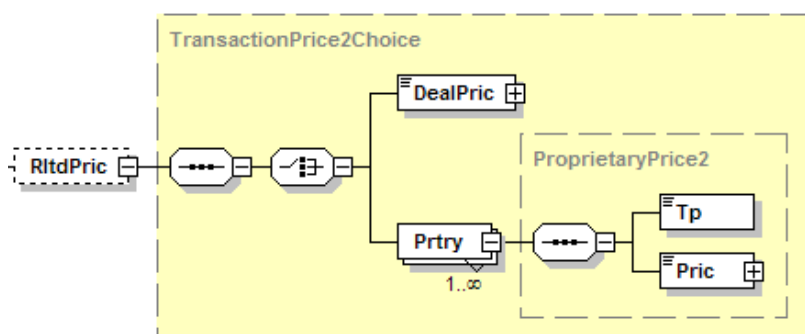 TransactionPrice2Choice
DealPric
RltdPric
ProprietaryPrice2
Tp
Prtry
Pric
1..∞